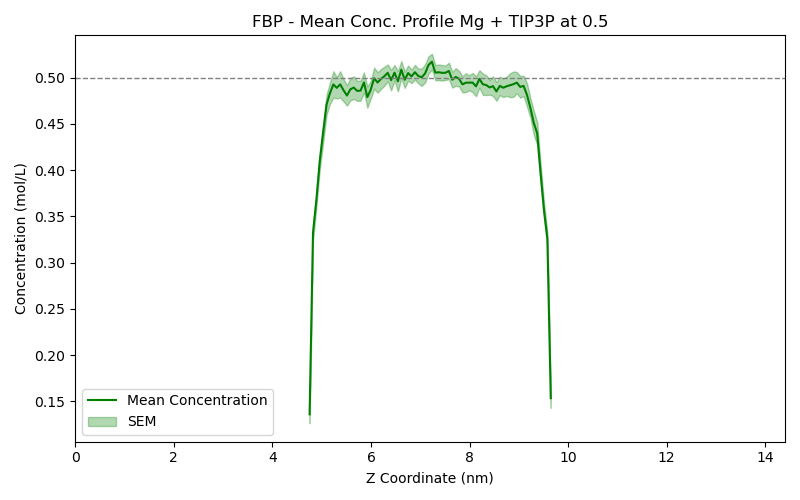 FBP - Mean Conc. Profile Mg + TIP3P at 0.5
Concentration (mol/L)
0.50
0.45
0.40
0.35
0.30
0.25
0.20
0.15
Mean Concentration
SEM
0 2 4 6 8 10 12 14
Z Coordinate (nm)